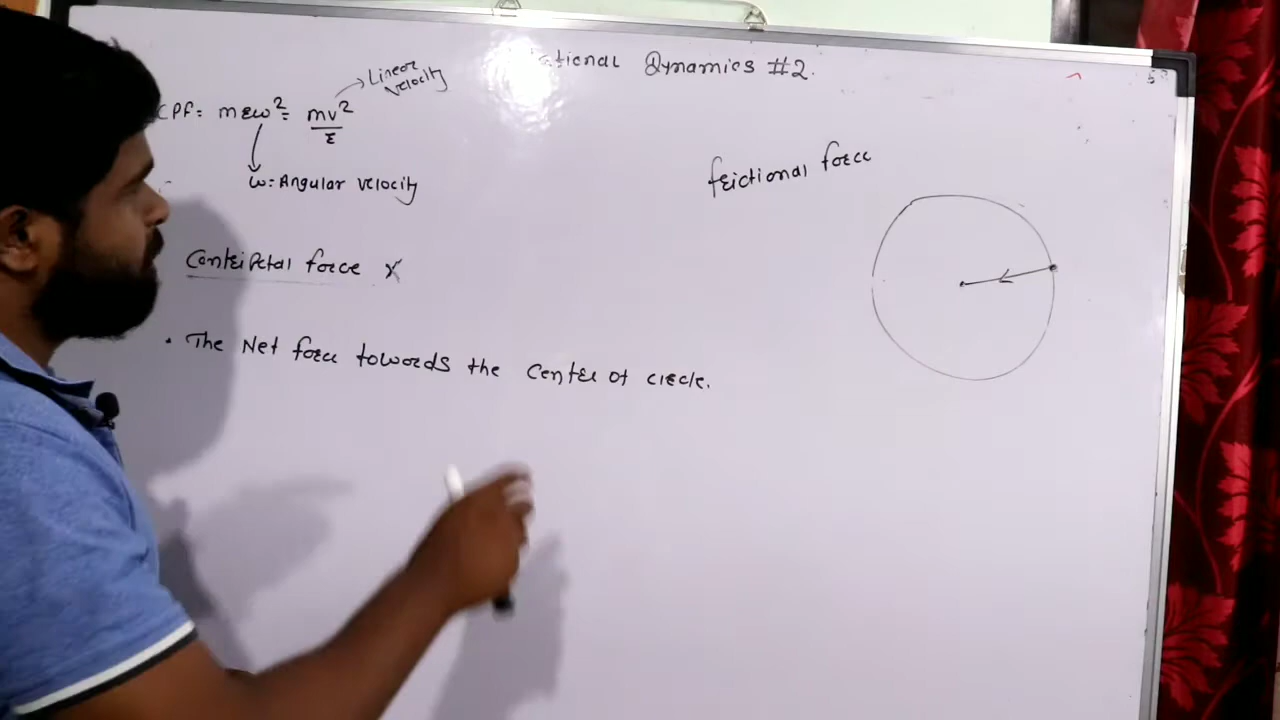 ational Dynamics #2.
Linear
velocity
CPF = mrω² = mv²
r
ω = Angular velocity
frictional force
Centripetal force X
• The Net force towards the Center of circle.